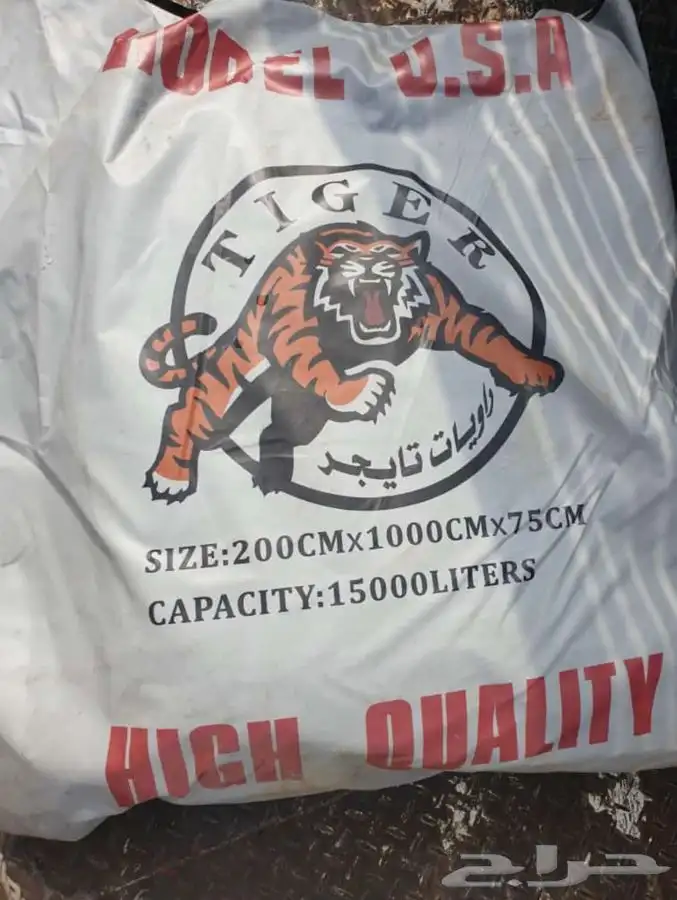 MODEL U.S.A
TIGER
راويات تايجر
SIZE:200CMx1000CMx75CM
CAPACITY:15000LITERS
HIGH QUALITY
حراج